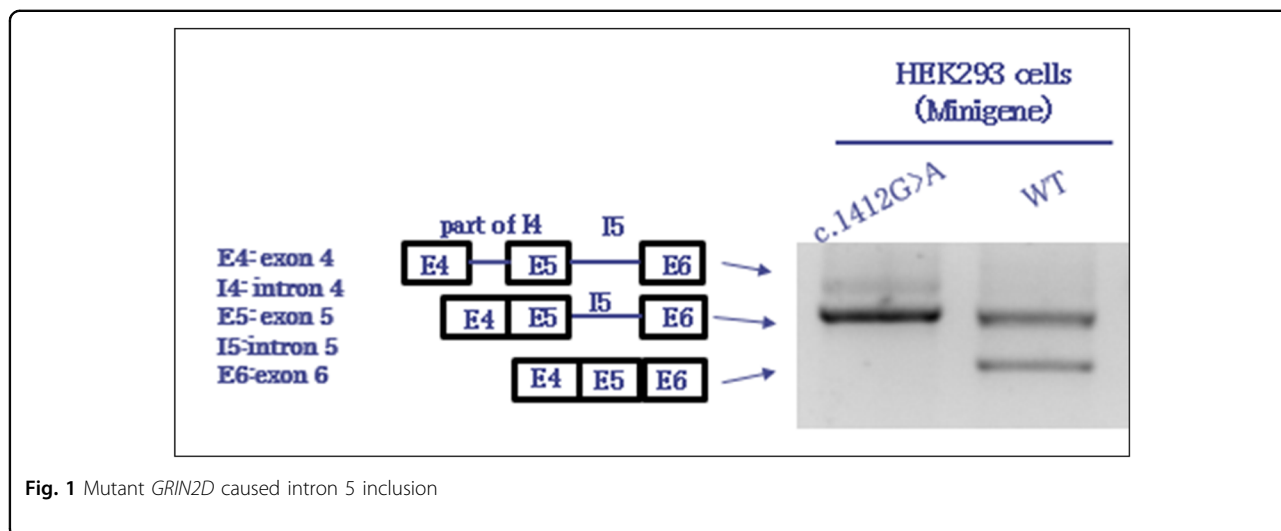 HEK293 cells
(Minigene)
c.1412G>A
WT
part of I4
I5
E4=exon 4
I4=intron 4
E5=exon 5
I5=intron 5
E6=exon 6
E4 E5 E6
I5
E4 E5 E6
E4 E5 E6
Fig. 1 Mutant GRIN2D caused intron 5 inclusion